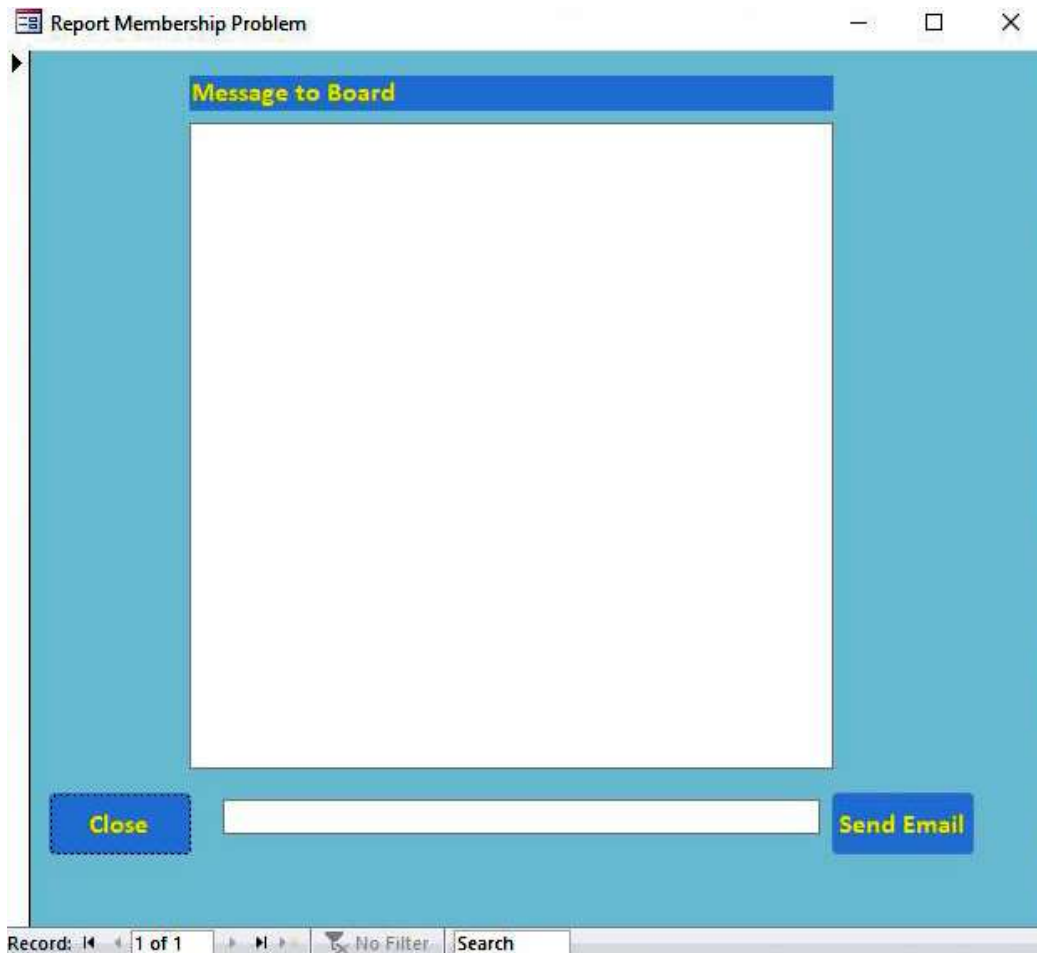 Report Membership Problem
Message to Board
Close
Send Email
Record: 1 of 1 No Filter Search